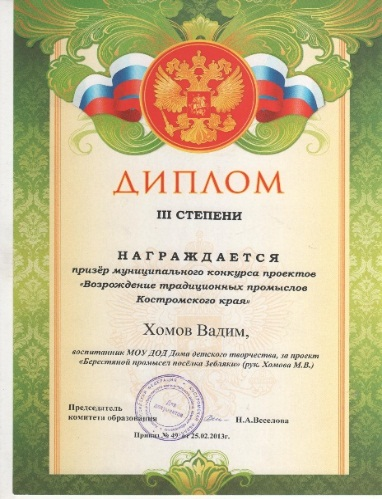 ДИПЛОМ
III СТЕПЕНИ
НАГРАЖДАЕТСЯ
призёр муниципального конкурса проектов
«Возрождение традиционных промыслов
Костромского края»
Хомов Вадим,
воспитанник МОУ ДОД Дома детского творчества, за проект
«Берестяной промысел посёлка Зебляки» (рук. Хомова М.В.)
Председатель
комитета образования
Н.А.Веселова
Приказ № 49 от 25.02.2013г.
Для документов